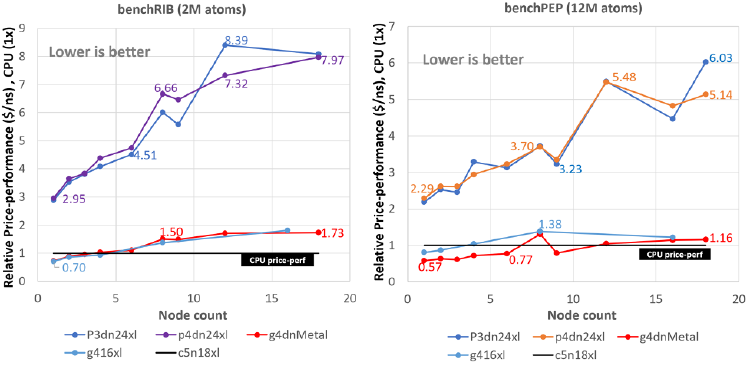 benchRIB (2M atoms)
Relative Price-performance ($/ns), CPU (1x)
9
8
7
6
5
4
3
2
1
0
Lower is better
8.39
7.97
7.32
6.66
4.51
2.95
1.50
1.73
0.70
CPU price-perf
0 5 10 15 20
Node count
P3dn24xl p4dn24xl g4dnMetal
g416xl c5n18xl
benchPEP (12M atoms)
Relative Price-performance ($/ns), CPU (1x)
7
6
5
4
3
2
1
0
Lower is better
6.03
5.48
5.14
3.70
3.23
2.29
1.38
1.16
0.77
0.57
CPU price-perf
0 5 10 15 20
Node count
P3dn24xl p4dn24xl g4dnMetal
g416xl c5n18xl